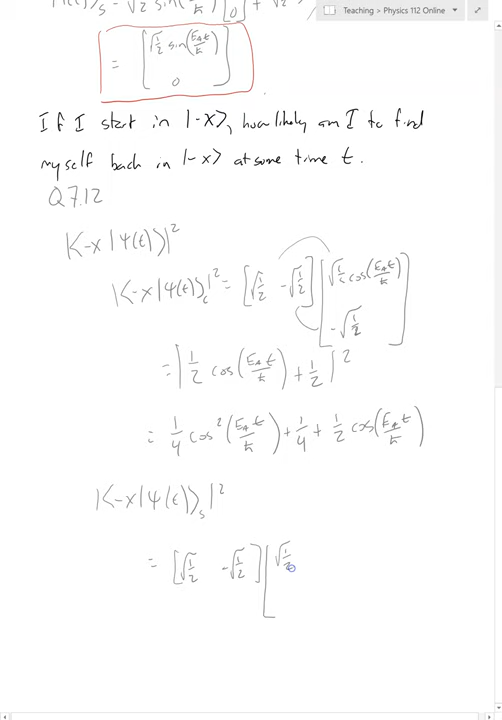 Teaching > Physics 112 Online
= [√½ sin(E_A t/ħ)
0]
If I start in |-x⟩, how likely am I to find
myself back in |-x⟩ at some time t.
Q7.12
|<-x|Ψ(t)⟩|²
|<-x|Ψ(t)⟩_c|² = [√½ -√½] [√½ cos(E_A t/ħ)
-√½]
= |½ cos(E_A t/ħ) + ½|²
= ¼ cos²(E_A t/ħ) + ¼ + ½ cos(E_A t/ħ)
|<-x|Ψ(t)⟩_s|²
= [√½ -√½] [√½